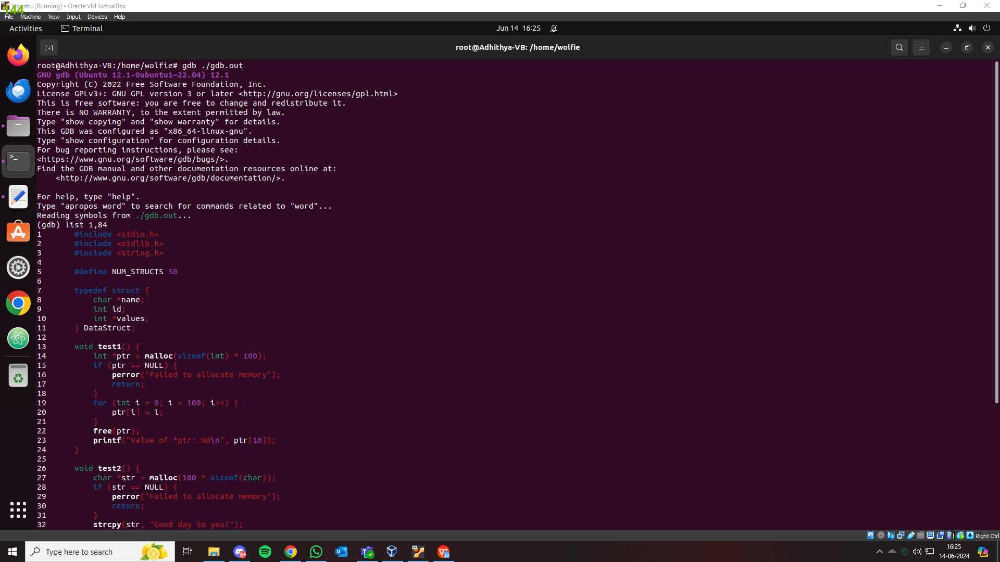 Ubuntu [Running] - Oracle VM VirtualBox
144
File Machine View Input Devices Help
Activities Terminal Jun 14 16:25
root@Adhithya-VB: /home/wolfie
root@Adhithya-VB:/home/wolfie# gdb ./gdb.out
GNU gdb (Ubuntu 12.1-0ubuntu1~22.04) 12.1
Copyright (C) 2022 Free Software Foundation, Inc.
License GPLv3+: GNU GPL version 3 or later <http://gnu.org/licenses/gpl.html>
This is free software: you are free to change and redistribute it.
There is NO WARRANTY, to the extent permitted by law.
Type "show copying" and "show warranty" for details.
This GDB was configured as "x86_64-linux-gnu".
Type "show configuration" for configuration details.
For bug reporting instructions, please see:
<https://www.gnu.org/software/gdb/bugs/>.
Find the GDB manual and other documentation resources online at:
    <http://www.gnu.org/software/gdb/documentation/>.
For help, type "help".
Type "apropos word" to search for commands related to "word"...
Reading symbols from ./gdb.out...
(gdb) list 1,84
1       #include <stdio.h>
2       #include <stdlib.h>
3       #include <string.h>
4
5       #define NUM_STRUCTS 50
6
7       typedef struct {
8           char *name;
9           int id;
10          int *values;
11      } DataStruct;
12
13      void test1() {
14          int *ptr = malloc(sizeof(int) * 100);
15          if (ptr == NULL) {
16              perror("Failed to allocate memory");
17              return;
18          }
19          for (int i = 0; i < 100; i++) {
20              ptr[i] = i;
21          }
22          free(ptr);
23          printf("Value of *ptr: %d\n", ptr[10]);
24      }
25
26      void test2() {
27          char *str = malloc(100 * sizeof(char));
28          if (str == NULL) {
29              perror("Failed to allocate memory");
30              return;
31          }
32          strcpy(str, "Good day to you!");
Right Ctrl
Type here to search
9+
16:25
14-06-2024
PRE